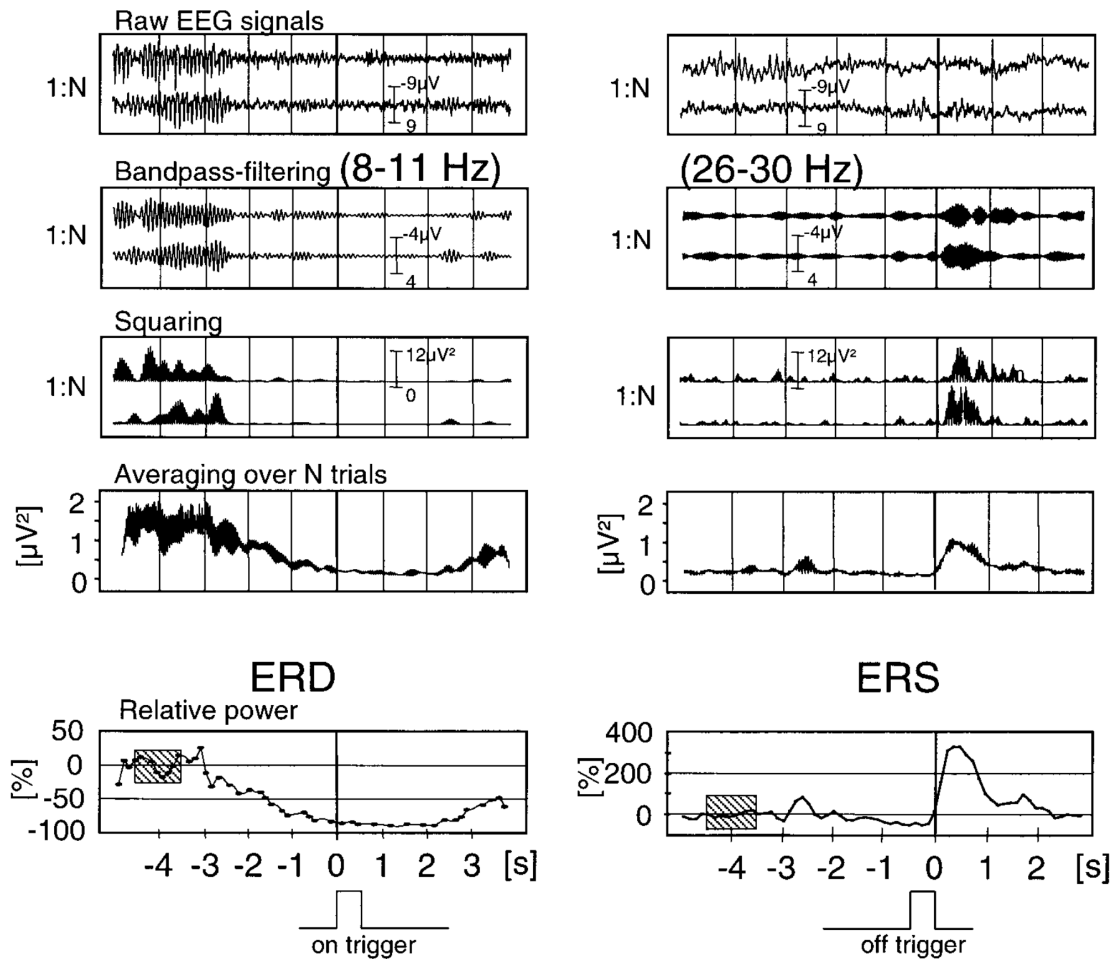 Raw EEG signals
1:N
-9µV
9
1:N
-9µV
9
Bandpass-filtering (8-11 Hz)
(26-30 Hz)
1:N
-4µV
4
1:N
-4µV
4
Squaring
1:N
12µV²
0
1:N
12µV²
0
Averaging over N trials
[µV²]
2
1
0
[µV²]
2
1
0
ERD
ERS
Relative power
[%]
50
0
-50
-100
-4 -3 -2 -1 0 1 2 3 [s]
on trigger
[%]
400
200
0
-4 -3 -2 -1 0 1 2 [s]
off trigger